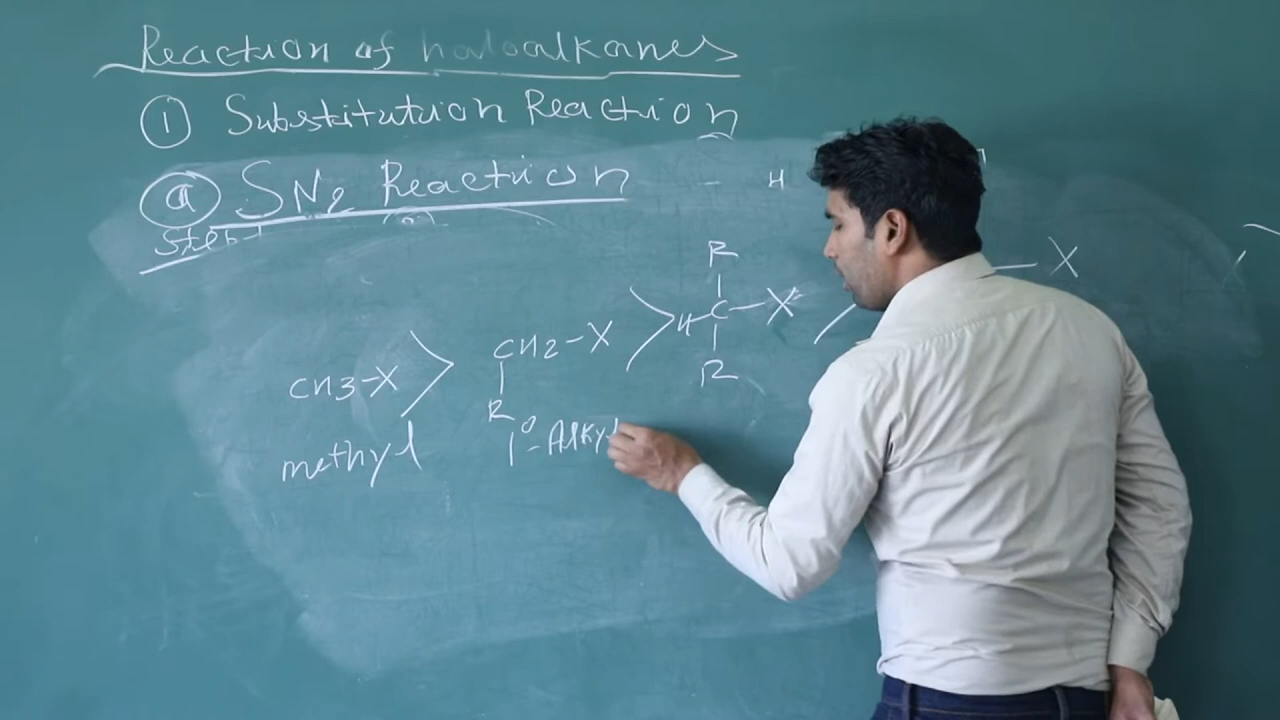 Reaction of haloalkanes
① Substitution Reaction
ⓐ SN2 Reaction
H
Step 1
R
CH3-X > CH2-X > H-C-X >
-X
R
R
methyl
1°-Alkyl